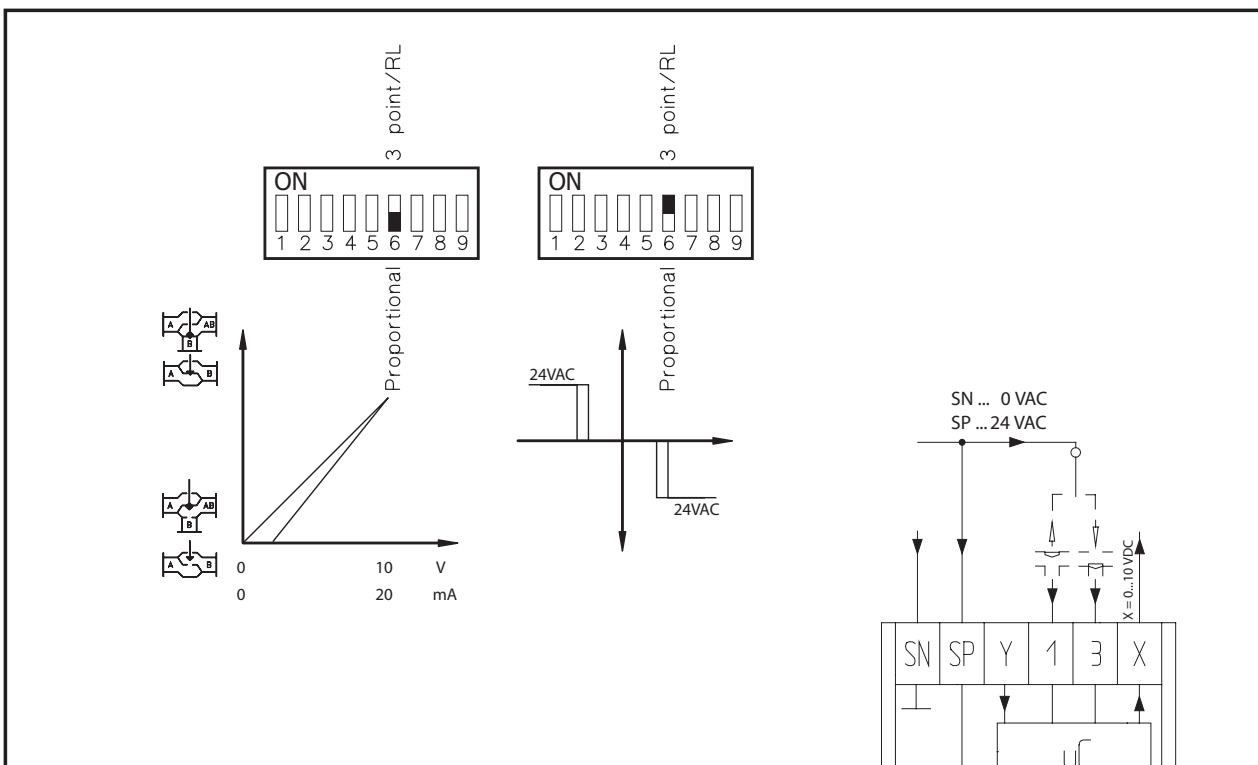 3 point/RL
3 point/RL
ON
1 2 3 4 5 6 7 8 9
ON
1 2 3 4 5 6 7 8 9
Proportional
Proportional
A AB
B
A B
24VAC
24VAC
SN ... 0 VAC
SP ... 24 VAC
A AB
B
A B
0 10 V
0 20 mA
X = 0...10 VDC
SN SP Y 1 3 X